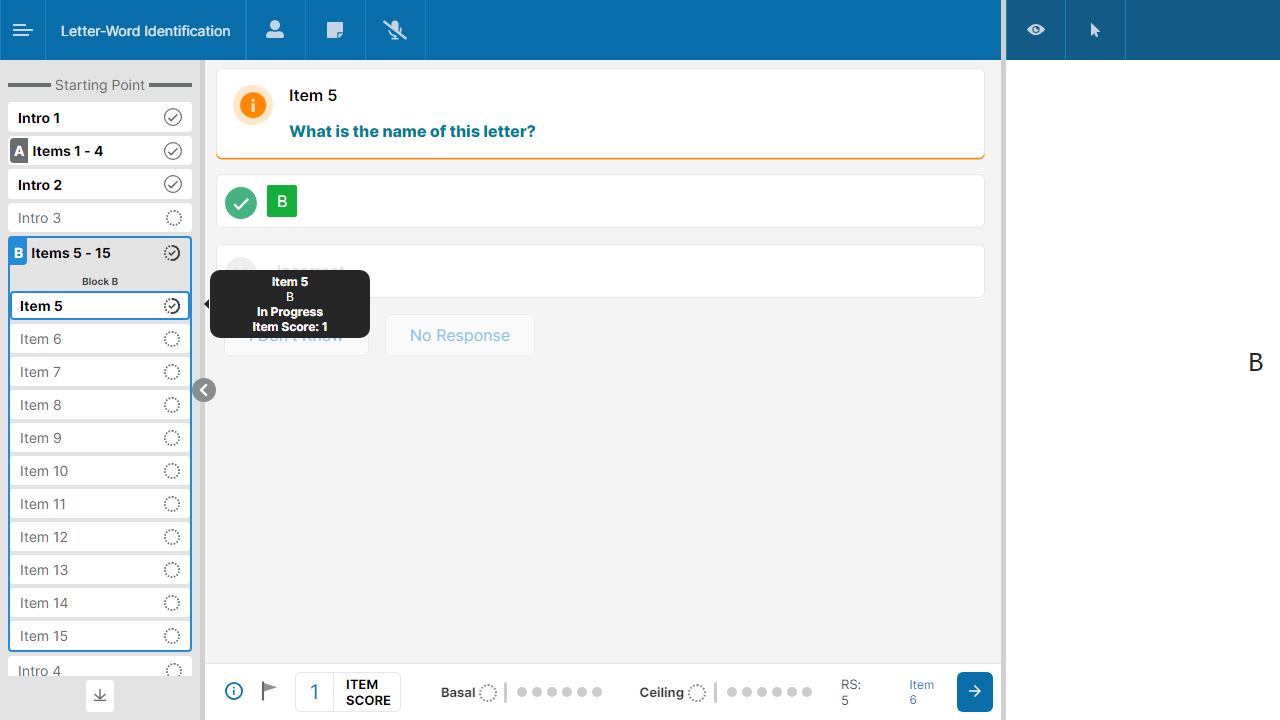 Letter-Word Identification
Starting Point
Intro 1
A Items 1 - 4
Intro 2
Intro 3
B Items 5 - 15
Block B
Item 5
Item 6
Item 7
Item 8
Item 9
Item 10
Item 11
Item 12
Item 13
Item 14
Item 15
Intro 4
Item 5
What is the name of this letter?
B
Incorrect
Item 5
B
In Progress
Item Score: 1
I Don't Know
No Response
B
1 ITEM SCORE
Basal
Ceiling
RS: 5
Item 6